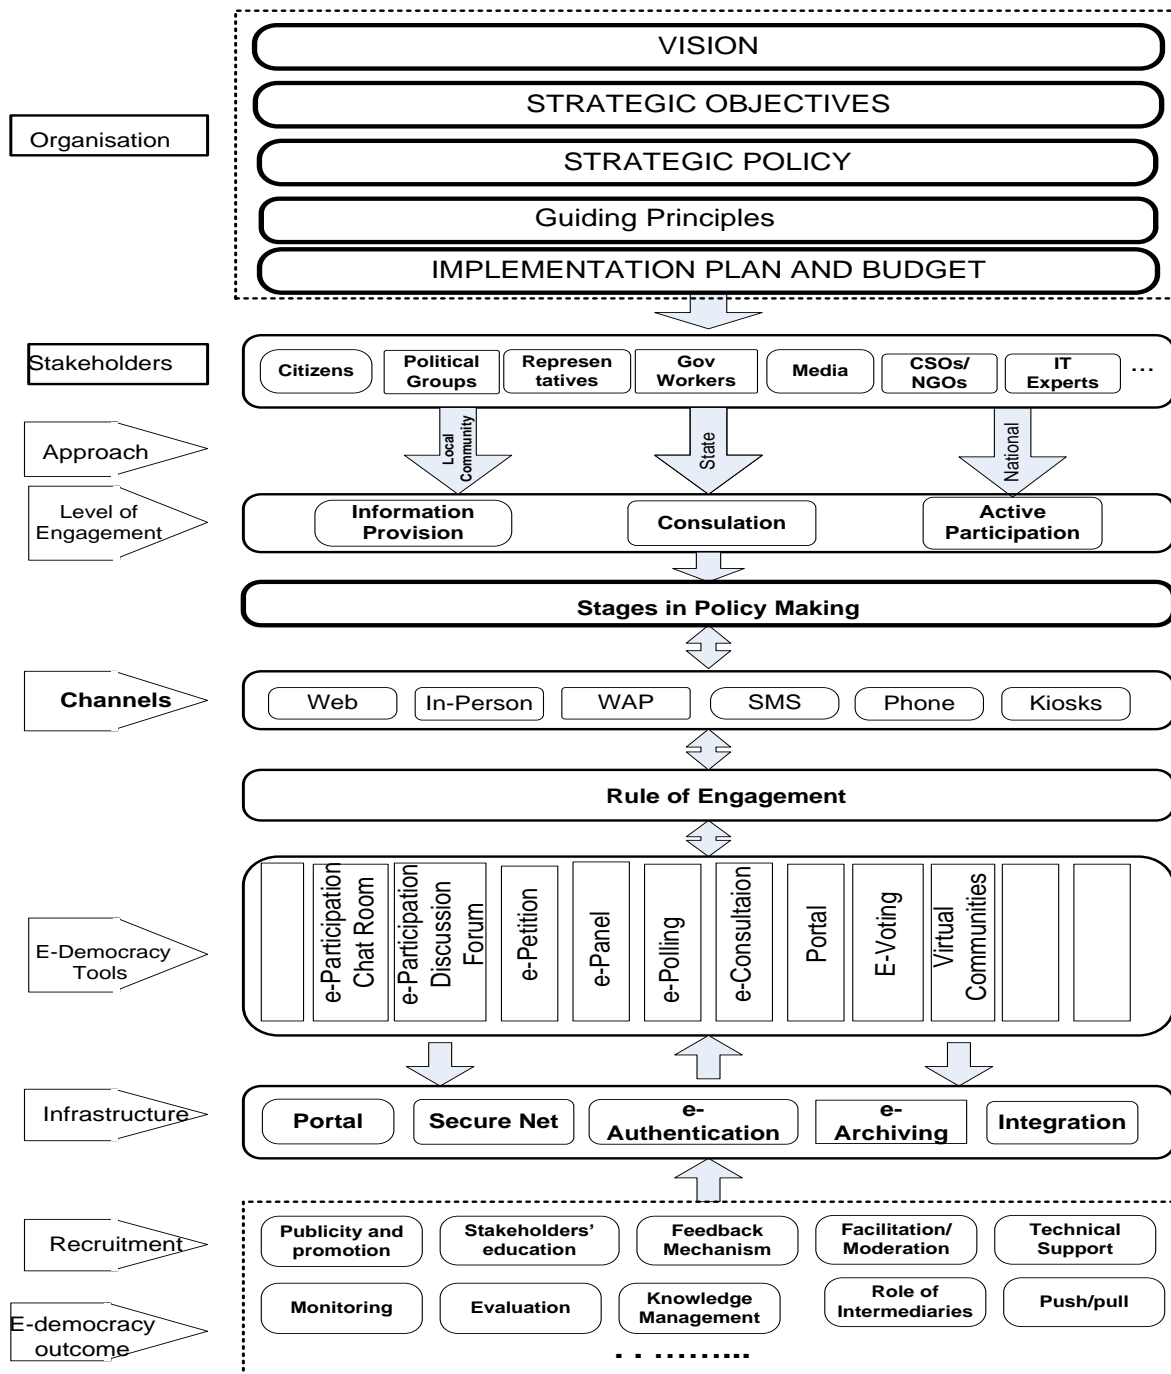 VISION
STRATEGIC OBJECTIVES
Organisation
STRATEGIC POLICY
Guiding Principles
IMPLEMENTATION PLAN AND BUDGET
Stakeholders
Citizens
Political
Groups
Represen
tatives
Gov
Workers
Media
CSOs/
NGOs
IT
Experts
...
Approach
Local
Community
State
National
Level of
Engagement
Information
Provision
Consulation
Active
Participation
Stages in Policy Making
Channels
Web
In-Person
WAP
SMS
Phone
Kiosks
Rule of Engagement
E-Democracy
Tools
e-Participation
Chat Room
e-Participation
Discussion
Forum
e-Petition
e-Panel
e-Polling
e-Consultaion
Portal
E-Voting
Virtual
Communities
Infrastructure
Portal
Secure Net
e-
Authentication
e-
Archiving
Integration
Recruitment
Publicity and
promotion
Stakeholders’
education
Feedback
Mechanism
Facilitation/
Moderation
Technical
Support
E-democracy
outcome
Monitoring
Evaluation
Knowledge
Management
Role of
Intermediaries
Push/pull
. . .........